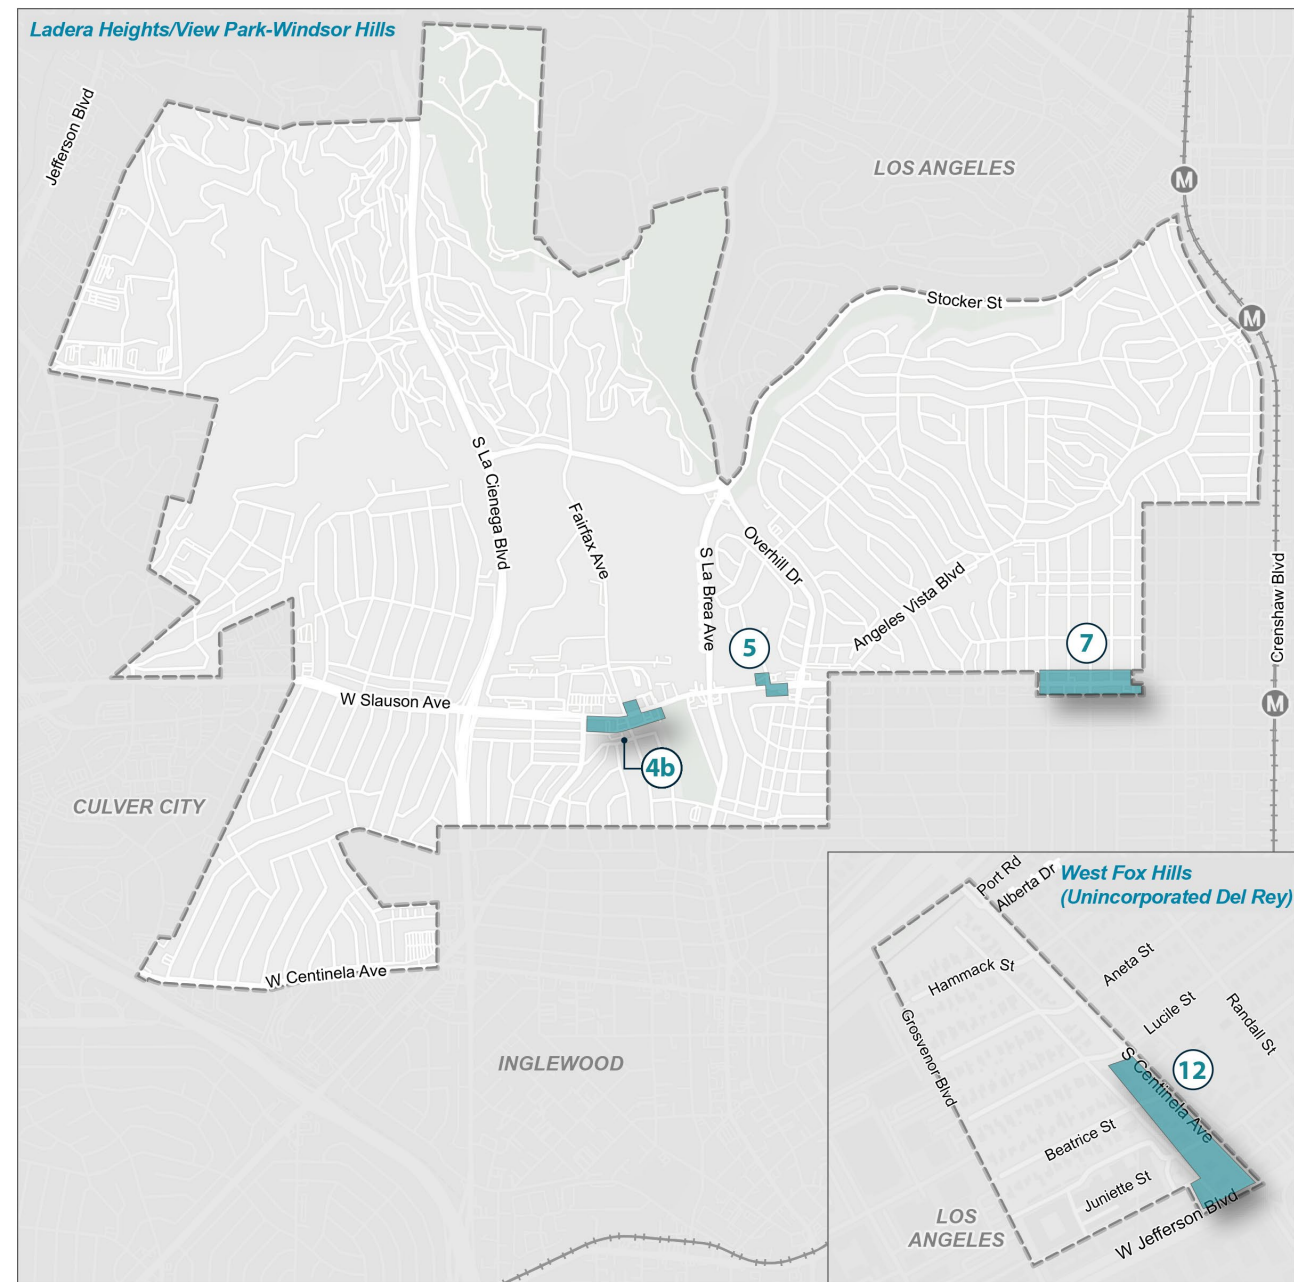 Ladera Heights/View Park-Windsor Hills
Jefferson Blvd
LOS ANGELES
M
Stocker St
M
S La Cienega Blvd
Fairfax Ave
Overhill Dr
S La Brea Ave
Angeles Vista Blvd
Crenshaw Blvd
5
7
W Slauson Ave
M
4b
CULVER CITY
W Centinela Ave
INGLEWOOD
West Fox Hills
(Unincorporated Del Rey)
Port Rd
Alberta Dr
Aneta St
Hammack St
Lucile St
Randall St
Grosvenor Blvd
S Centinela Ave
12
Beatrice St
Juniette St
W Jefferson Blvd
LOS
ANGELES